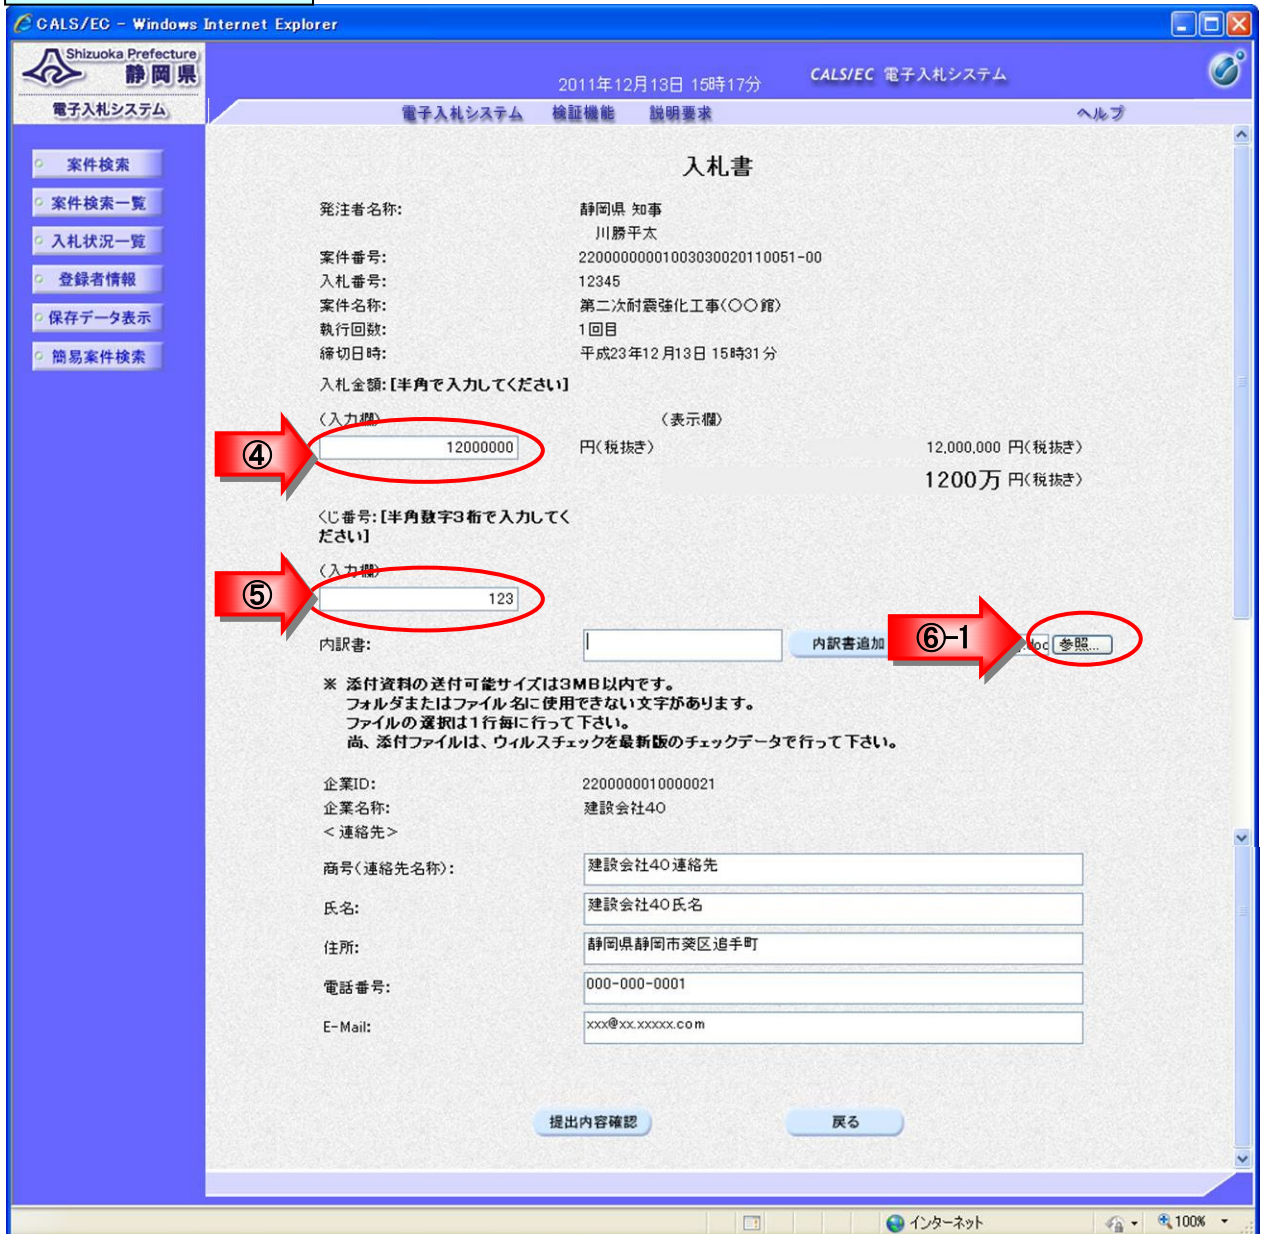 CALS/EC - Windows Internet Explorer
Shizuoka Prefecture
静岡県
電子入札システム
2011年12月13日 15時17分
CALS/EC 電子入札システム
電子入札システム 検証機能 説明要求 ヘルプ
案件検索
案件検索一覧
入札状況一覧
登録者情報
保存データ表示
簡易案件検索
入札書
発注者名称: 静岡県 知事
川勝平太
案件番号: 22000000001003030020110051-00
入札番号: 12345
案件名称: 第二次耐震強化工事(〇〇館)
執行回数: 1回目
締切日時: 平成23年12月13日 15時31分
入札金額:[半角で入力してください]
(入力欄) (表示欄)
④ 12000000 円(税抜き) 12,000,000 円(税抜き)
1200万 円(税抜き)
くじ番号:[半角数字3桁で入力してく
ださい]
(入力欄)
⑤ 123
内訳書: 内訳書追加 ⑥-1 .doc 参照...
※ 添付資料の送付可能サイズは3MB以内です。
フォルダまたはファイル名に使用できない文字があります。
ファイルの選択は1行毎に行って下さい。
尚、添付ファイルは、ウィルスチェックを最新版のチェックデータで行って下さい。
企業ID: 2200000010000021
企業名称: 建設会社40
<連絡先>
商号(連絡先名称): 建設会社40連絡先
氏名: 建設会社40氏名
住所: 静岡県静岡市葵区追手町
電話番号: 000-000-0001
E-Mail: xxx@xx.xxxxx.com
提出内容確認 戻る
インターネット 100%